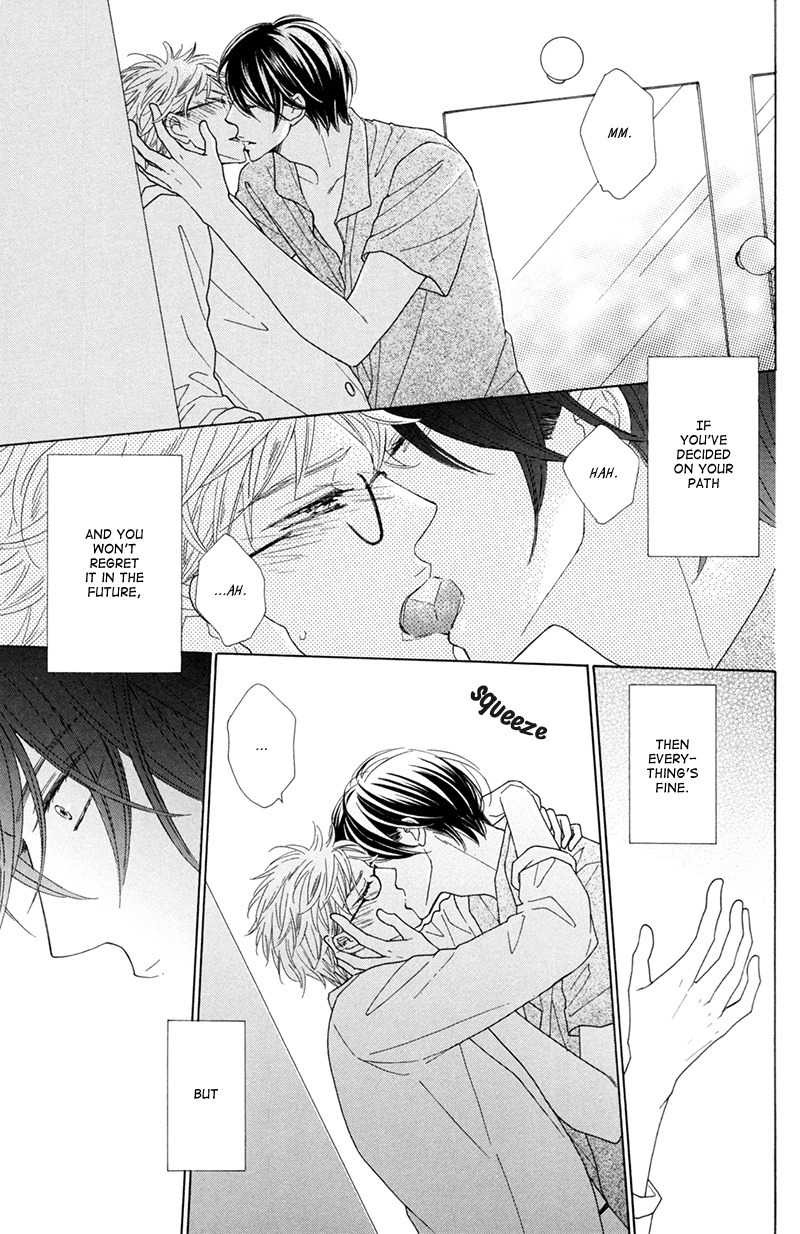 MM.
IF
YOU'VE
DECIDED
ON YOUR
PATH
HAH.
...AH.
AND YOU
WON'T
REGRET
IT IN THE
FUTURE,
THEN
EVERY-
THING'S
FINE.
squeeze
...
BUT